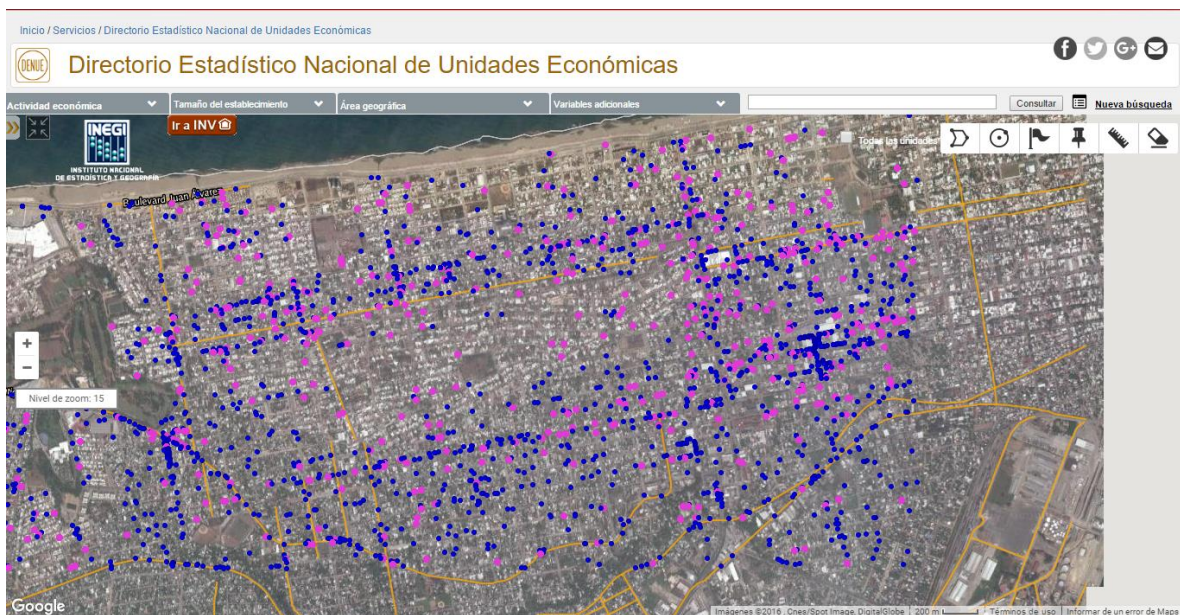 Inicio / Servicios / Directorio Estadístico Nacional de Unidades Económicas
DENUE
Directorio Estadístico Nacional de Unidades Económicas
Actividad económica
Tamaño del establecimiento
Área geográfica
Variables adicionales
Consultar
Nueva búsqueda
Ir a INV
INEGI
INSTITUTO NACIONAL
DE ESTADÍSTICA Y GEOGRAFÍA
Todas las unidades
Boulevard Juan Álvarez
+
−
Nivel de zoom: 15
Google
Imágenes ©2016 , Cnes/Spot Image, DigitalGlobe
200 m
Términos de uso
Informar de un error de Maps